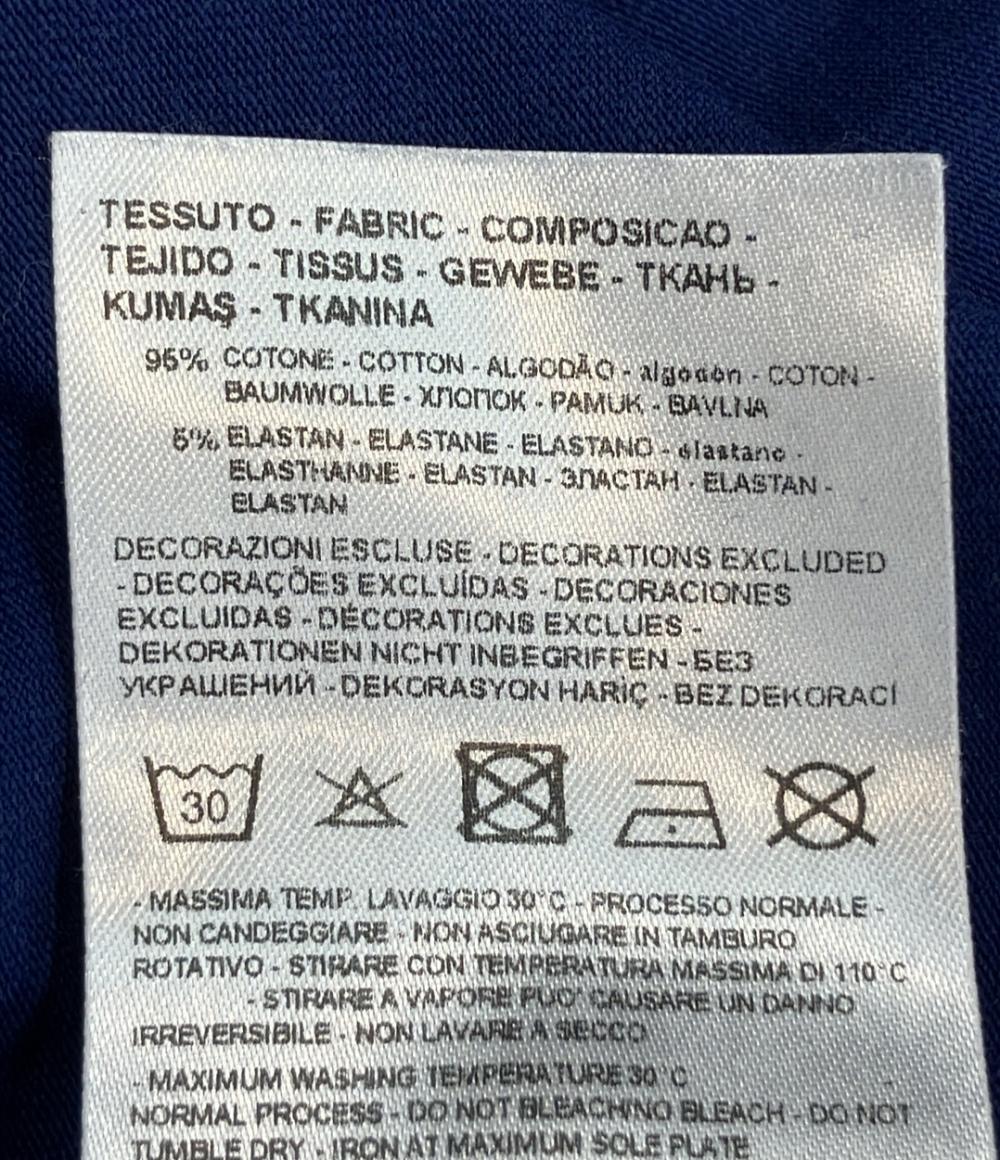 TESSUTO - FABRIC - COMPOSICAO -
TEJIDO - TISSUS - GEWEBE - ТКАНЬ -
KUMAŞ - TKANINA
95% COTONE - COTTON - ALGODÃO - algodón - COTON -
BAUMWOLLE - ХЛОПОК - PAMUK - BAVLNA
5% ELASTAN - ELASTANE - ELASTANO - elastano -
ELASTHANNE - ELASTAN - ЭЛАСТАН - ELASTAN -
ELASTAN
DECORAZIONI ESCLUSE - DECORATIONS EXCLUDED
- DECORAÇÕES EXCLUÍDAS - DECORACIONES
EXCLUIDAS - DÉCORATIONS EXCLUES -
DEKORATIONEN NICHT INBEGRIFFEN - БЕЗ
УКРАШЕНИЙ - DEKORASYON HARİÇ - BEZ DEKORACÍ
30
- MASSIMA TEMP. LAVAGGIO 30°C - PROCESSO NORMALE -
NON CANDEGGIARE - NON ASCIUGARE IN TAMBURO
ROTATIVO - STIRARE CON TEMPERATURA MASSIMA DI 110°C
- STIRARE A VAPORE PUO' CAUSARE UN DANNO
IRREVERSIBILE - NON LAVARE A SECCO
- MAXIMUM WASHING TEMPERATURE 30°C
NORMAL PROCESS - DO NOT BLEACH/NO BLEACH - DO NOT
TUMBLE DRY - IRON AT MAXIMUM SOLE PLATE